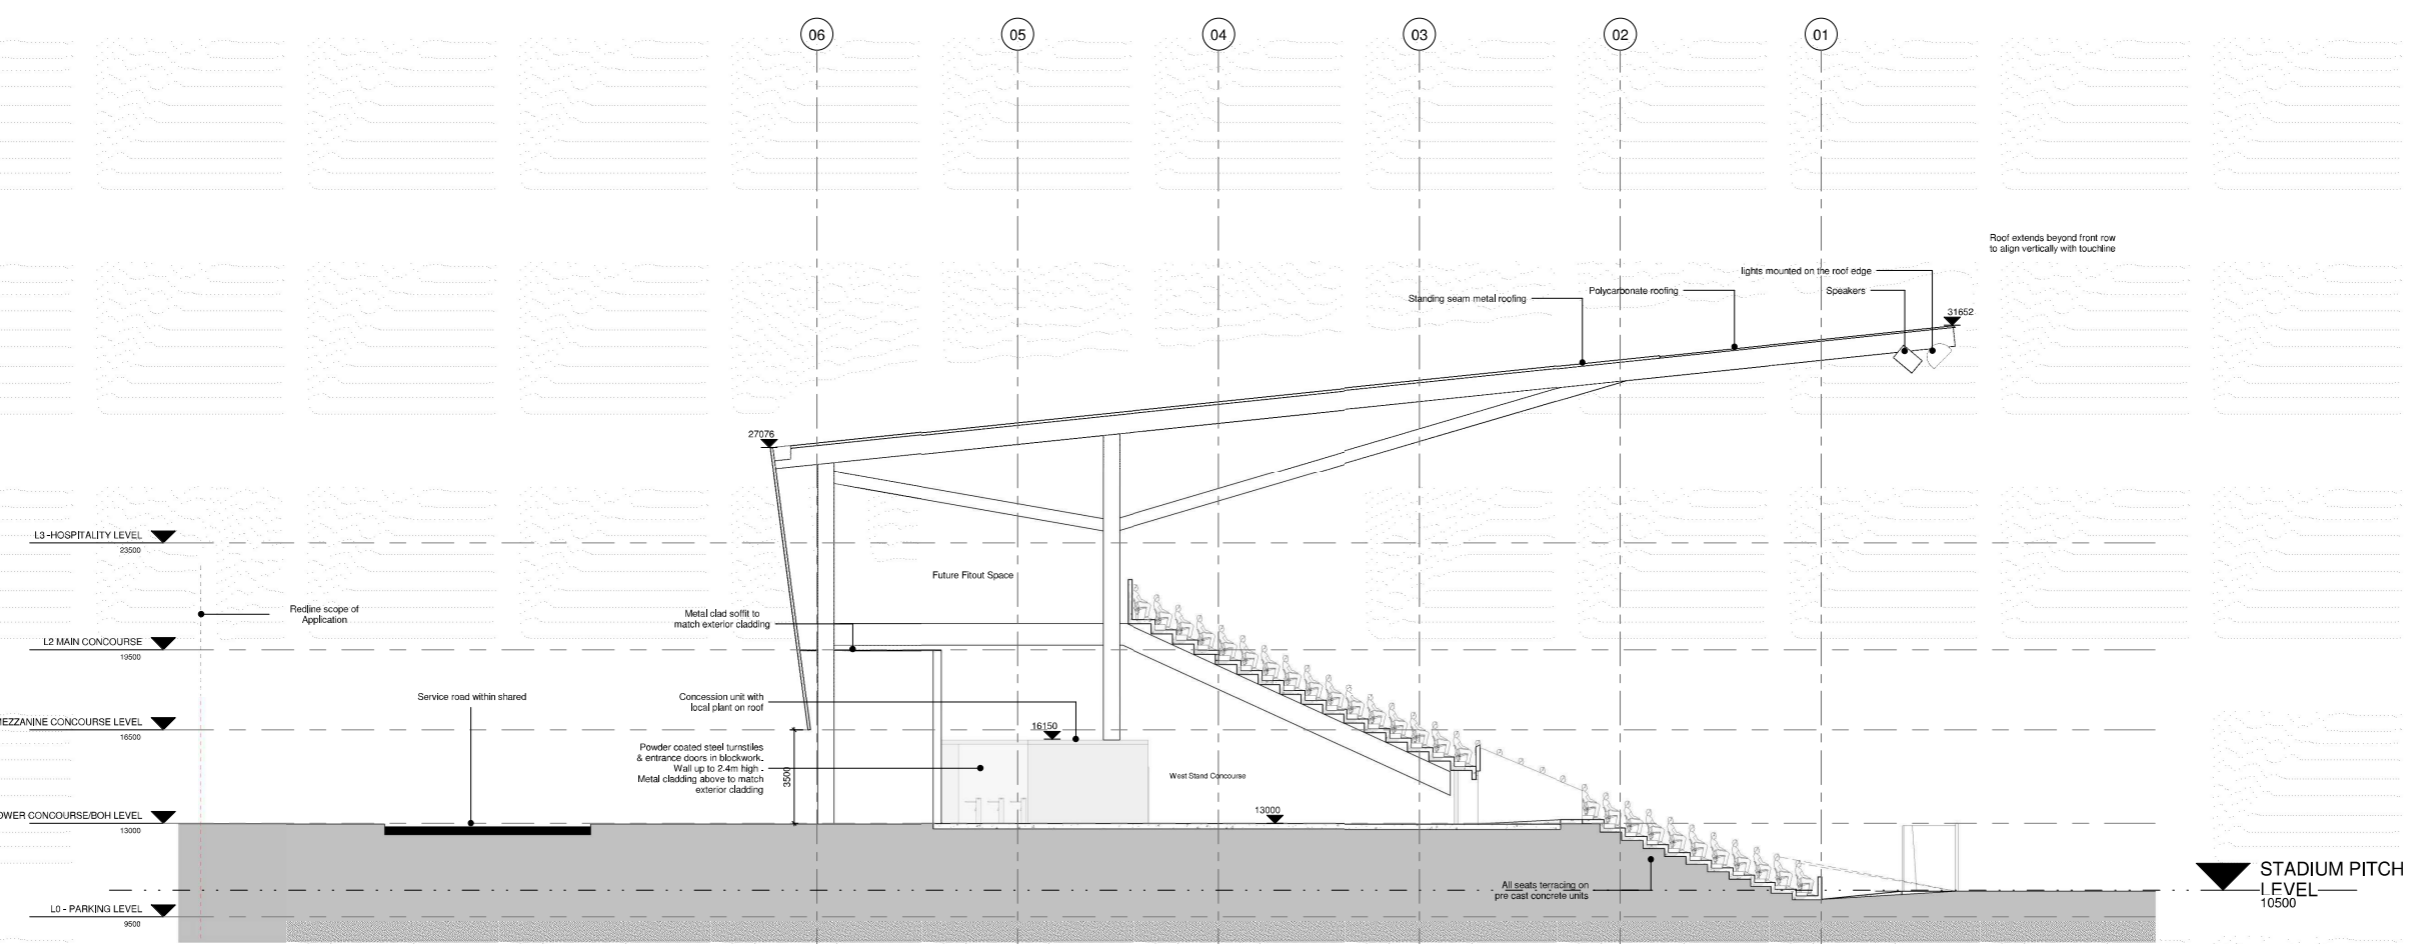 06
05
04
03
02
01
Roof extends beyond front row
to align vertically with touchline
lights mounted on the roof edge
Standing seam metal roofing
Polycarbonate roofing
Speakers
31652
27076
L3 -HOSPITALITY LEVEL
23500
Future Fitout Space
Redline scope of
Application
Metal clad soffit to
match exterior cladding
L2 MAIN CONCOURSE
19500
Service road within shared
Concession unit with
local plant on roof
EZZANINE CONCOURSE LEVEL
16500
16150
Powder coated steel turnstiles
& entrance doors in blockwork.
Wall up to 2.4m high -
Metal cladding above to match
exterior cladding
3500
West Stand Concourse
OWER CONCOURSE/BOH LEVEL
13000
13000
All seats terracing on
pre cast concrete units
STADIUM PITCH
LEVEL
10500
L0 - PARKING LEVEL
9500